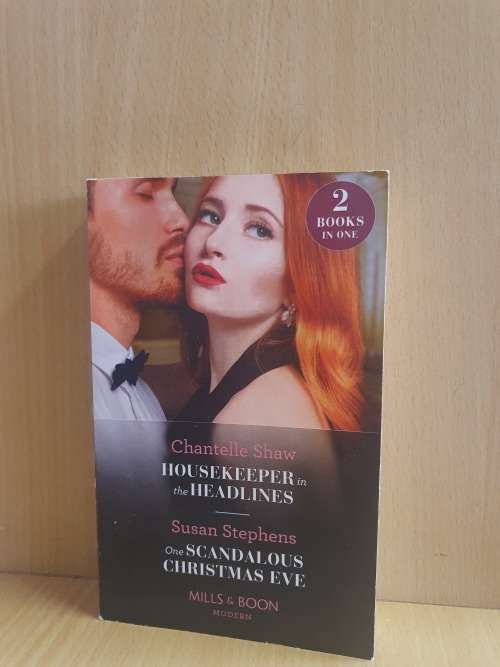 2
BOOKS
IN ONE
Chantelle Shaw
HOUSEKEEPER in
the HEADLINES
Susan Stephens
One SCANDALOUS
CHRISTMAS EVE
MILLS & BOON
MODERN